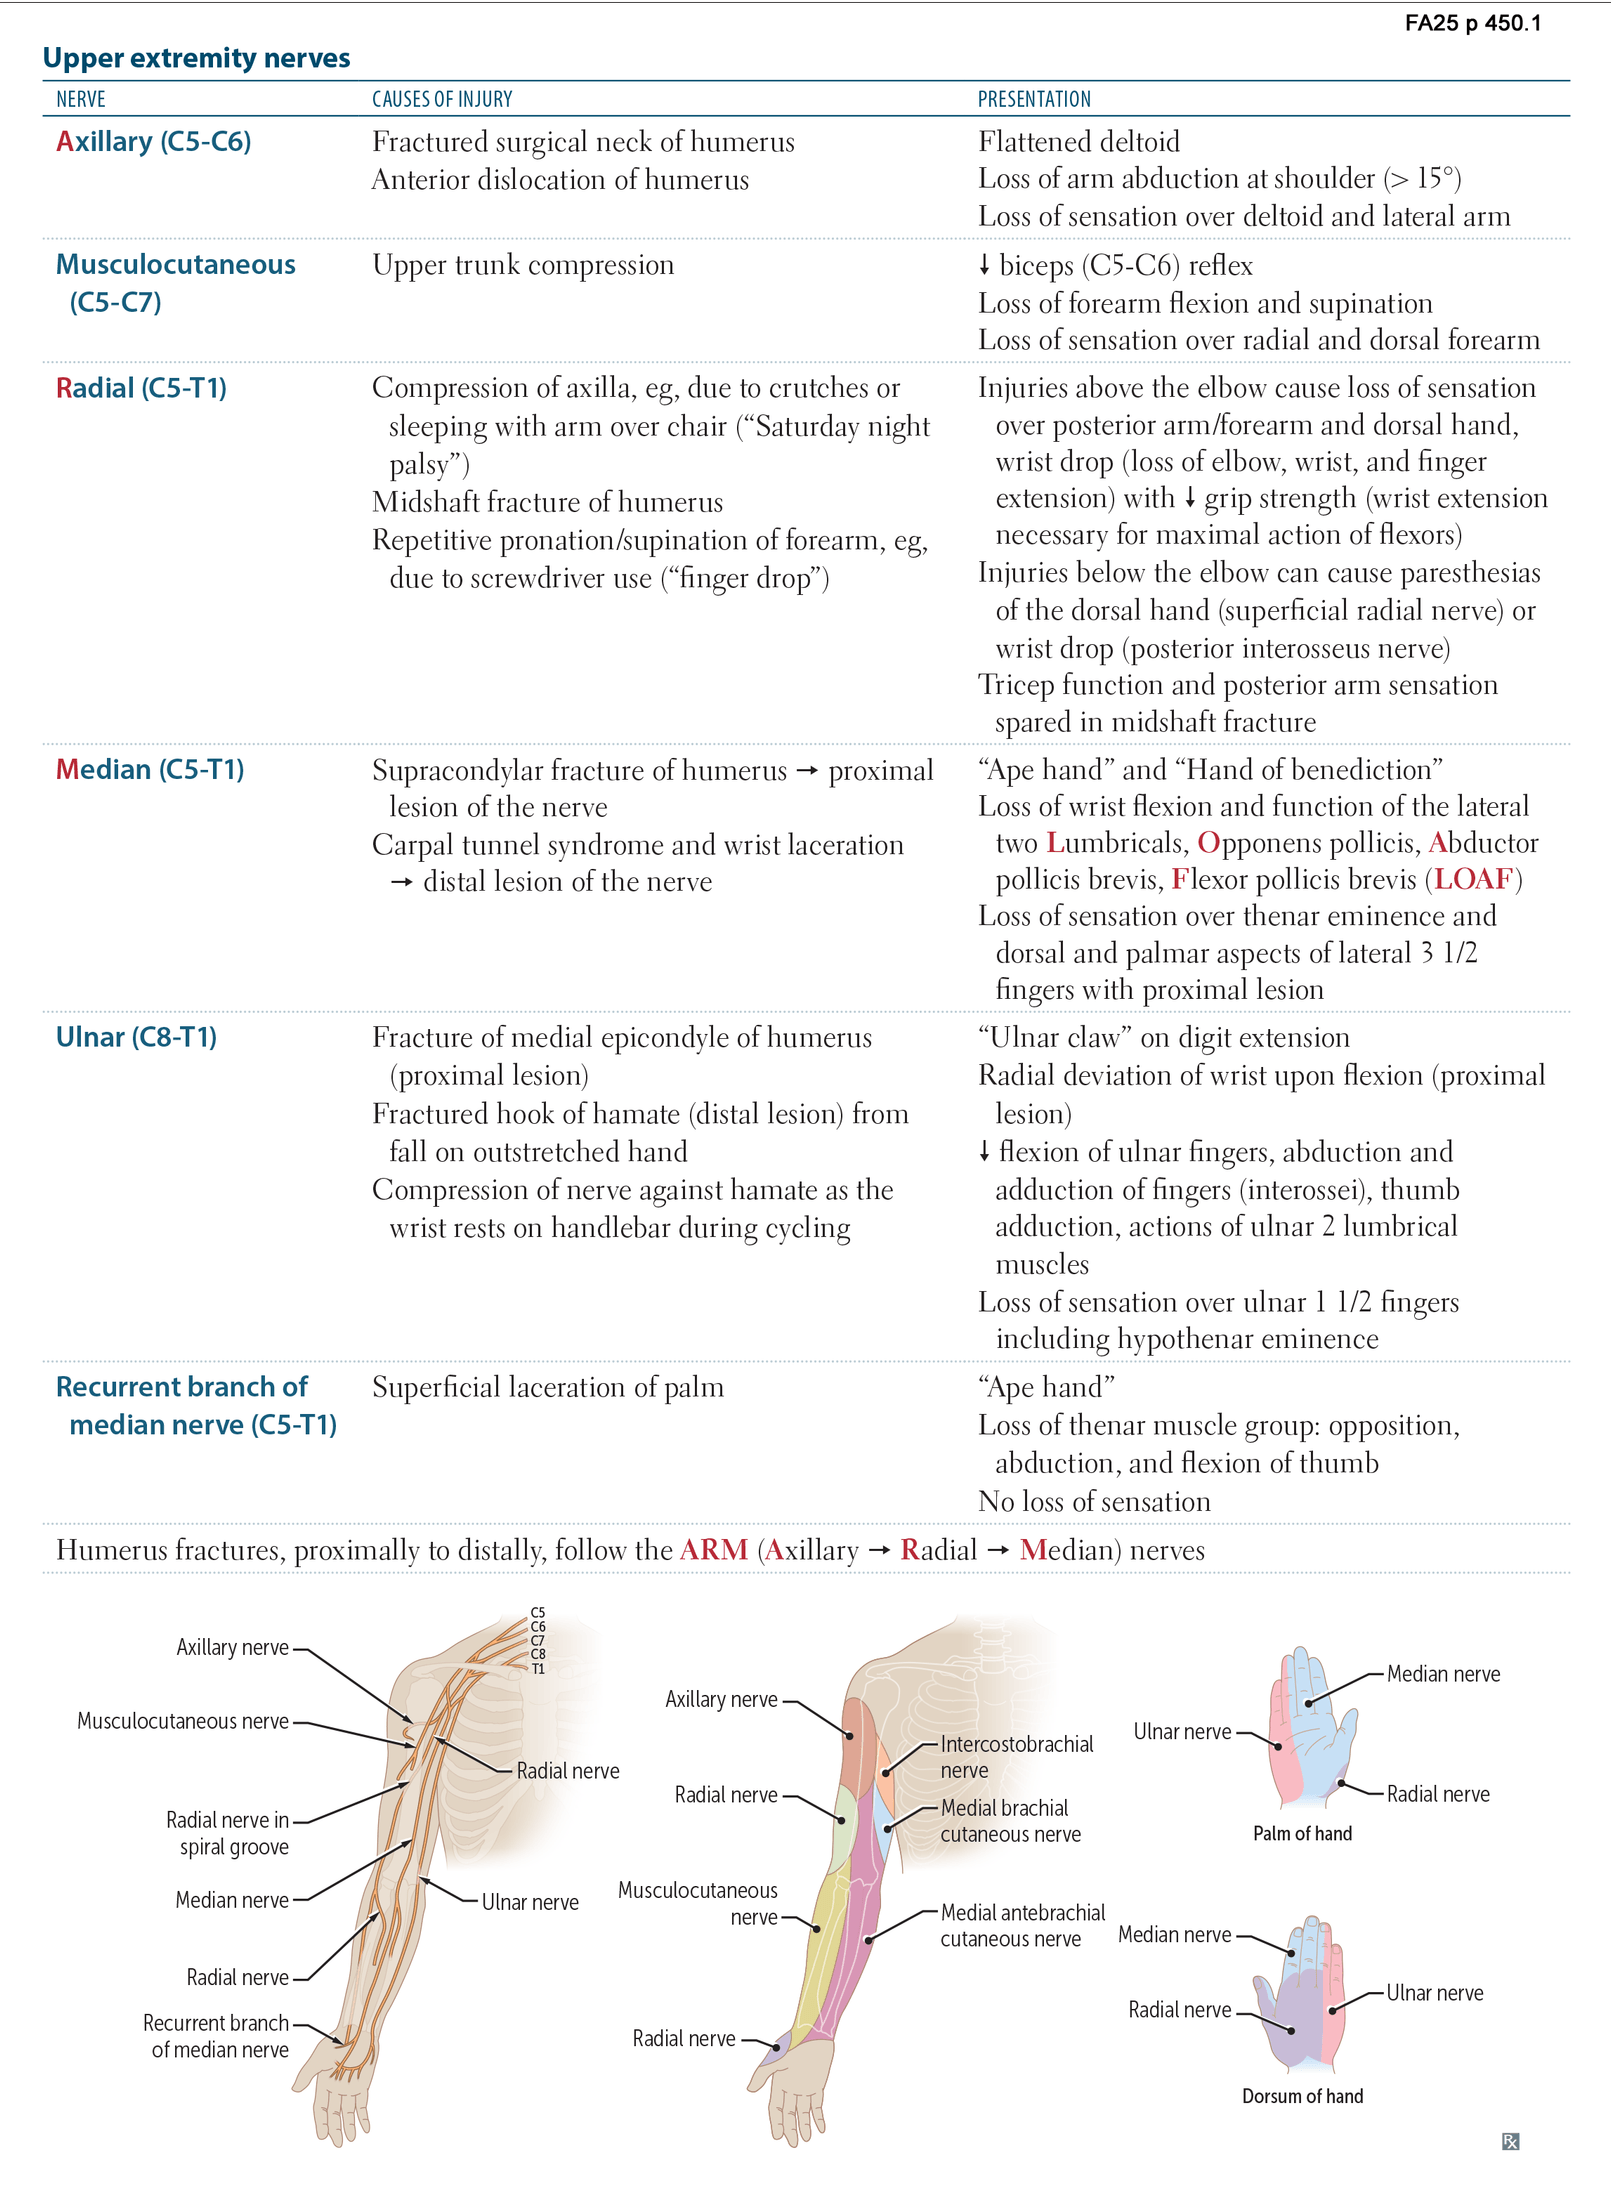 FA25 p 450.1
Upper extremity nerves
NERVE CAUSES OF INJURY PRESENTATION
Axillary (C5-C6)
Fractured surgical neck of humerus
Anterior dislocation of humerus
Flattened deltoid
Loss of arm abduction at shoulder (> 15°)
Loss of sensation over deltoid and lateral arm
Musculocutaneous
(C5-C7)
Upper trunk compression
↓ biceps (C5-C6) reflex
Loss of forearm flexion and supination
Loss of sensation over radial and dorsal forearm
Radial (C5-T1)
Compression of axilla, eg, due to crutches or
sleeping with arm over chair (“Saturday night
palsy”)
Midshaft fracture of humerus
Repetitive pronation/supination of forearm, eg,
due to screwdriver use (“finger drop”)
Injuries above the elbow cause loss of sensation
over posterior arm/forearm and dorsal hand,
wrist drop (loss of elbow, wrist, and finger
extension) with ↓ grip strength (wrist extension
necessary for maximal action of flexors)
Injuries below the elbow can cause paresthesias
of the dorsal hand (superficial radial nerve) or
wrist drop (posterior interosseus nerve)
Tricep function and posterior arm sensation
spared in midshaft fracture
Median (C5-T1)
Supracondylar fracture of humerus → proximal
lesion of the nerve
Carpal tunnel syndrome and wrist laceration
→ distal lesion of the nerve
“Ape hand” and “Hand of benediction”
Loss of wrist flexion and function of the lateral
two Lumbricals, Opponens pollicis, Abductor
pollicis brevis, Flexor pollicis brevis (LOAF)
Loss of sensation over thenar eminence and
dorsal and palmar aspects of lateral 3 1/2
fingers with proximal lesion
Ulnar (C8-T1)
Fracture of medial epicondyle of humerus
(proximal lesion)
Fractured hook of hamate (distal lesion) from
fall on outstretched hand
Compression of nerve against hamate as the
wrist rests on handlebar during cycling
“Ulnar claw” on digit extension
Radial deviation of wrist upon flexion (proximal
lesion)
↓ flexion of ulnar fingers, abduction and
adduction of fingers (interossei), thumb
adduction, actions of ulnar 2 lumbrical
muscles
Loss of sensation over ulnar 1 1/2 fingers
including hypothenar eminence
Recurrent branch of
median nerve (C5-T1)
Superficial laceration of palm
“Ape hand”
Loss of thenar muscle group: opposition,
abduction, and flexion of thumb
No loss of sensation
Humerus fractures, proximally to distally, follow the ARM (Axillary → Radial → Median) nerves
C5
C6
C7
C8
T1
Axillary nerve
Musculocutaneous nerve
Radial nerve
Radial nerve in
spiral groove
Median nerve
Ulnar nerve
Radial nerve
Recurrent branch
of median nerve
Axillary nerve
Intercostobrachial
nerve
Radial nerve
Medial brachial
cutaneous nerve
Musculocutaneous
nerve
Medial antebrachial
cutaneous nerve
Radial nerve
Median nerve
Ulnar nerve
Radial nerve
Palm of hand
Median nerve
Ulnar nerve
Radial nerve
Dorsum of hand
Rx